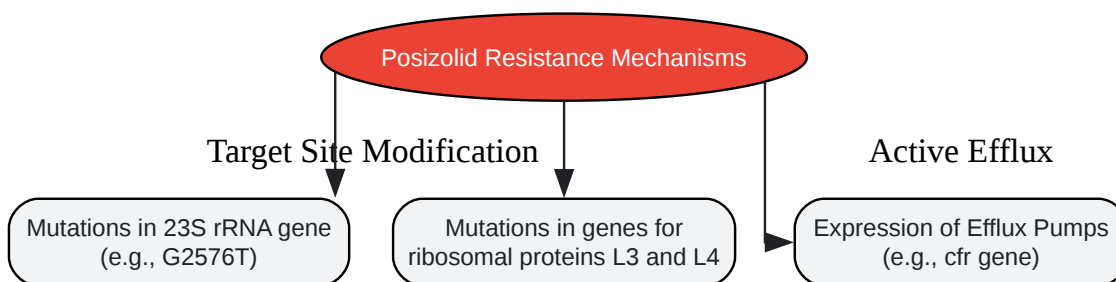 Posizolid Resistance Mechanisms
Target Site Modification
Active Efflux
Mutations in 23S rRNA gene
(e.g., G2576T)
Mutations in genes for
ribosomal proteins L3 and L4
Expression of Efflux Pumps
(e.g., cfr gene)